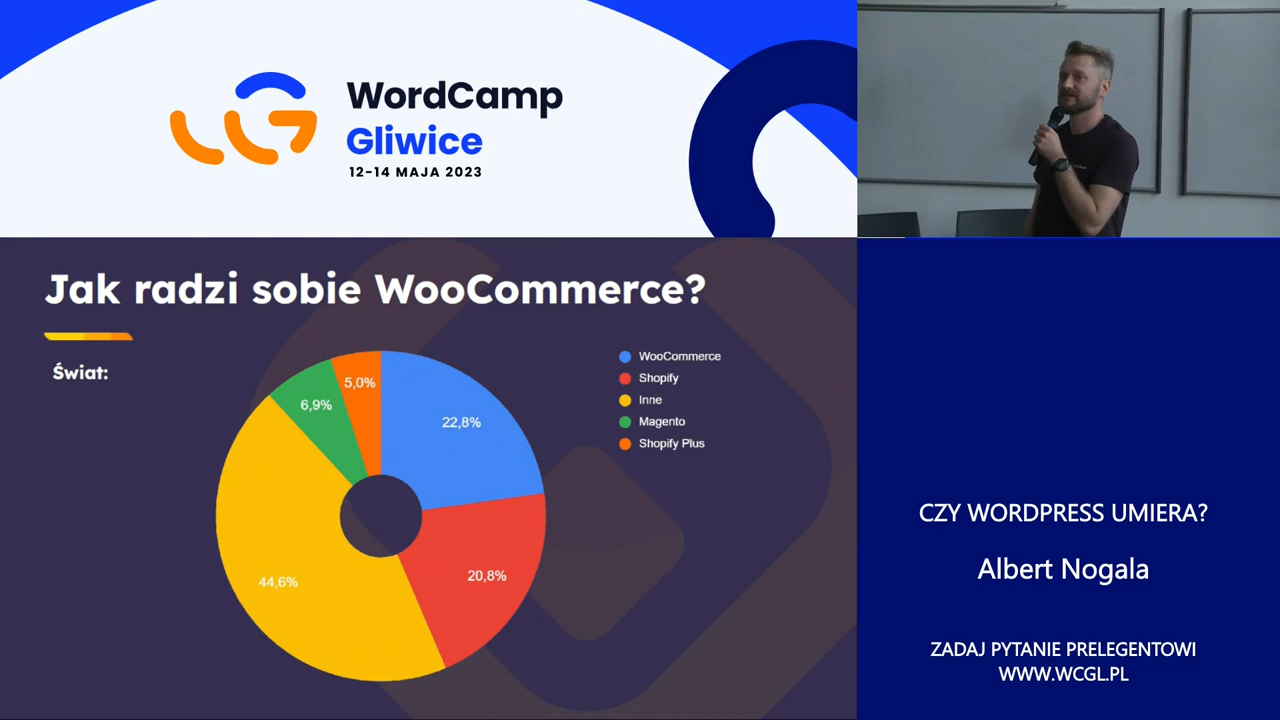 WordCamp
Gliwice
12-14 MAJA 2023
Jak radzi sobie WooCommerce?
Świat:
5,0%
6,9%
22,8%
44,6%
20,8%
WooCommerce
Shopify
Inne
Magento
Shopify Plus
CZY WORDPRESS UMIERA?
Albert Nogala
ZADAJ PYTANIE PRELEGENTOWI
WWW.WCGL.PL